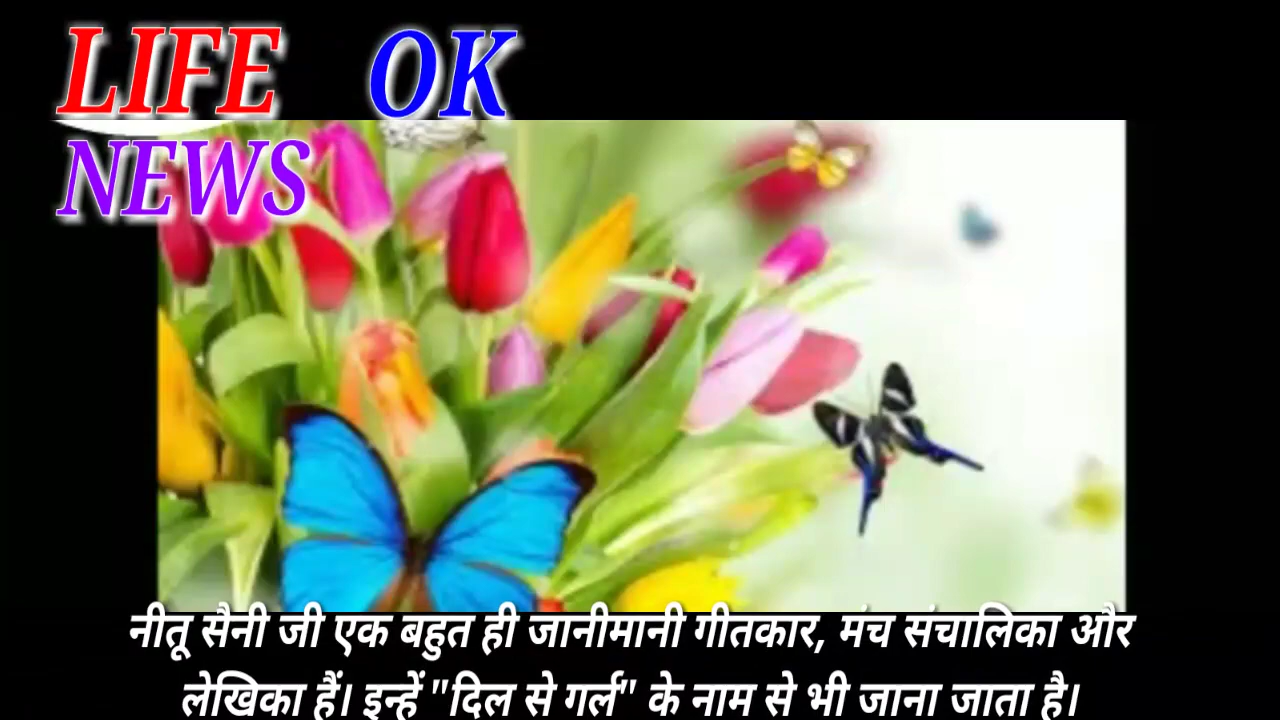 LIFE OK
NEWS
नीतू सैनी जी एक बहुत ही जानीमानी गीतकार, मंच संचालिका और
लेखिका हैं। इन्हें "दिल से गर्ल" के नाम से भी जाना जाता है।